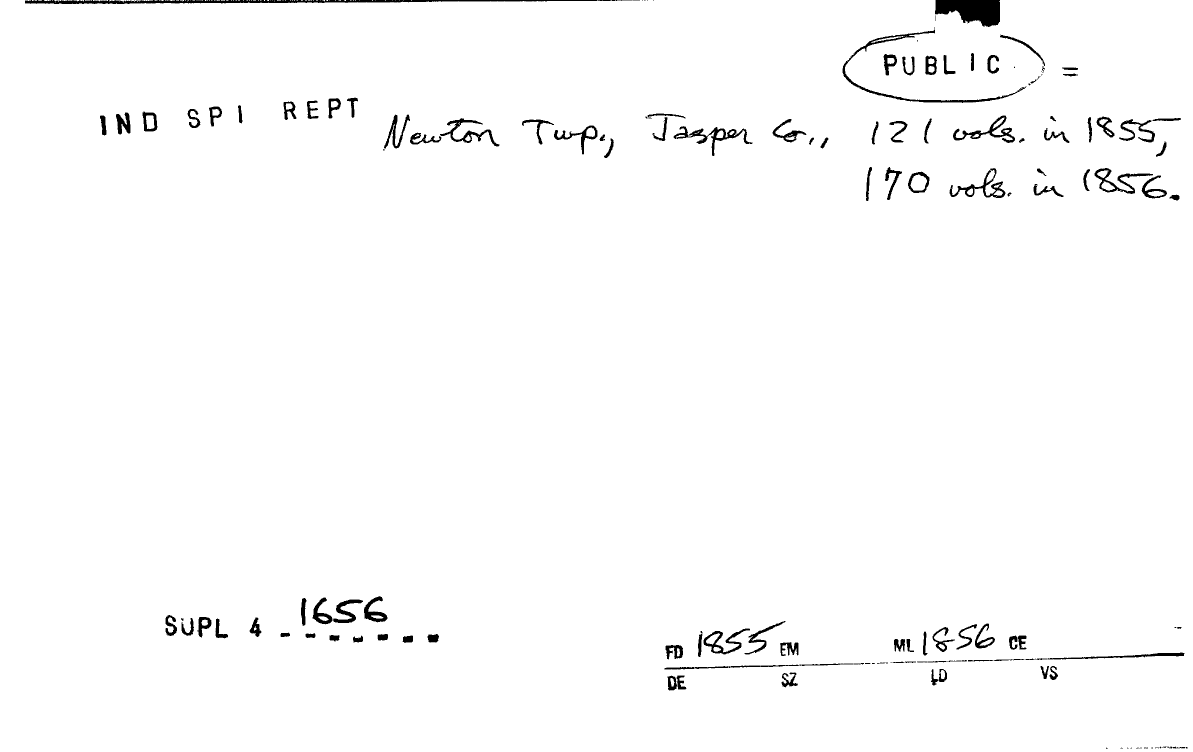 PUBLIC =
IND SPI REPT Newton Twp., Jasper Co., 121 vols. in 1855,
170 vols. in 1856.
SUPL 4 1656
FD 1855 EM ML 1856 CE
DE SZ LD VS